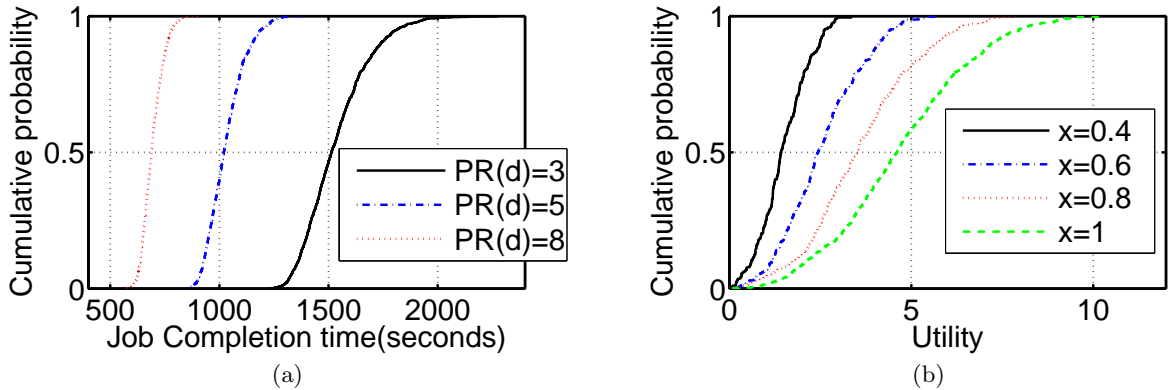 Cumulative probability
1
0.5
0
500 1000 1500 2000
Job Completion time(seconds)
PR(d)=3
PR(d)=5
PR(d)=8
(a)
Cumulative probability
1
0.5
0
0 5 10
Utility
x=0.4
x=0.6
x=0.8
x=1
(b)